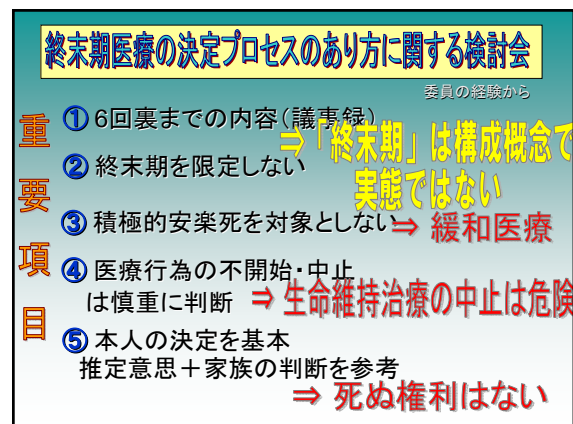 終末期医療の決定プロセスのあり方に関する検討会
委員の経験から
重要項目
① 6回裏までの内容(議事録)
⇒「終末期」は構成概念で
実態ではない
② 終末期を限定しない
③ 積極的安楽死を対象としない⇒ 緩和医療
④ 医療行為の不開始・中止
は慎重に判断 ⇒ 生命維持治療の中止は危険
⑤ 本人の決定を基本
推定意思+家族の判断を参考
⇒ 死ぬ権利はない